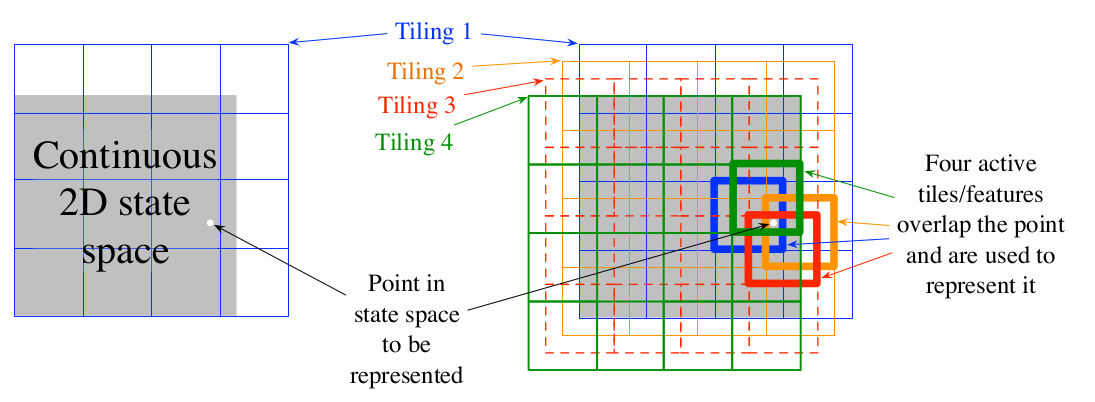 Tiling 1
Tiling 2
Tiling 3
Tiling 4
Continuous
2D state
space
Point in
state space
to be
represented
Four active
tiles/features
overlap the point
and are used to
represent it